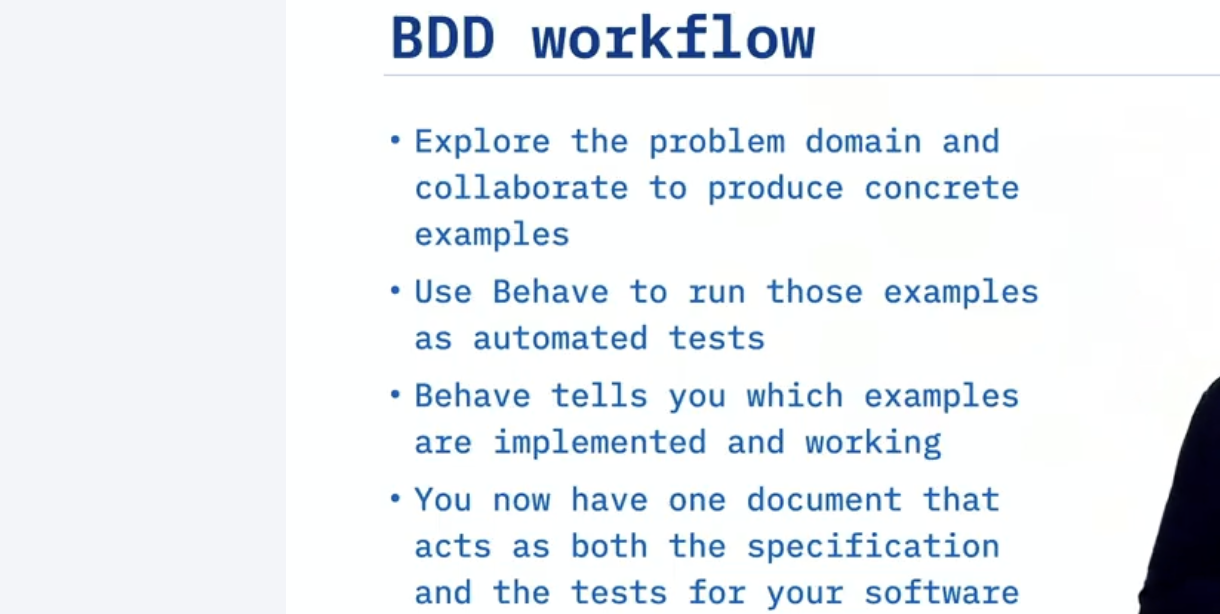 BDD workflow
• Explore the problem domain and
collaborate to produce concrete
examples
• Use Behave to run those examples
as automated tests
• Behave tells you which examples
are implemented and working
• You now have one document that
acts as both the specification
and the tests for your software